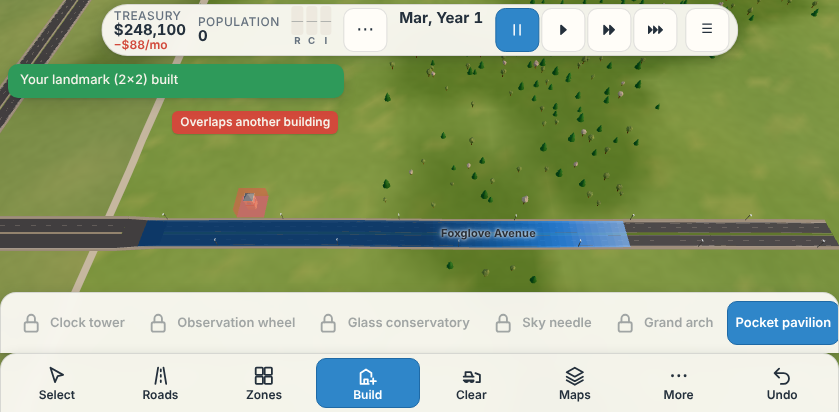 TREASURY
$248,100
−$88/mo
POPULATION
0
R C I
Mar, Year 1
Your landmark (2×2) built
Overlaps another building
Foxglove Avenue
Clock tower
Observation wheel
Glass conservatory
Sky needle
Grand arch
Pocket pavilion
Select
Roads
Zones
Build
Clear
Maps
More
Undo